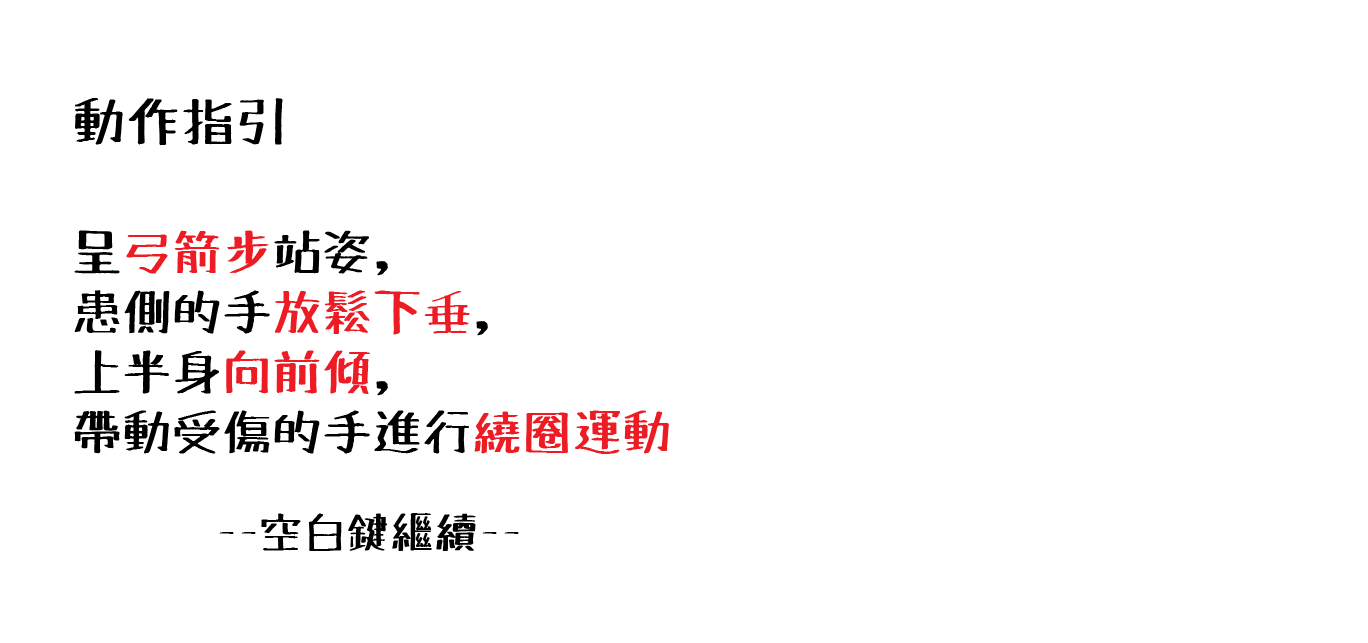 動作指引
呈弓箭步站姿，
患側的手放鬆下垂，
上半身向前傾，
帶動受傷的手進行繞圈運動
--空白鍵繼續--